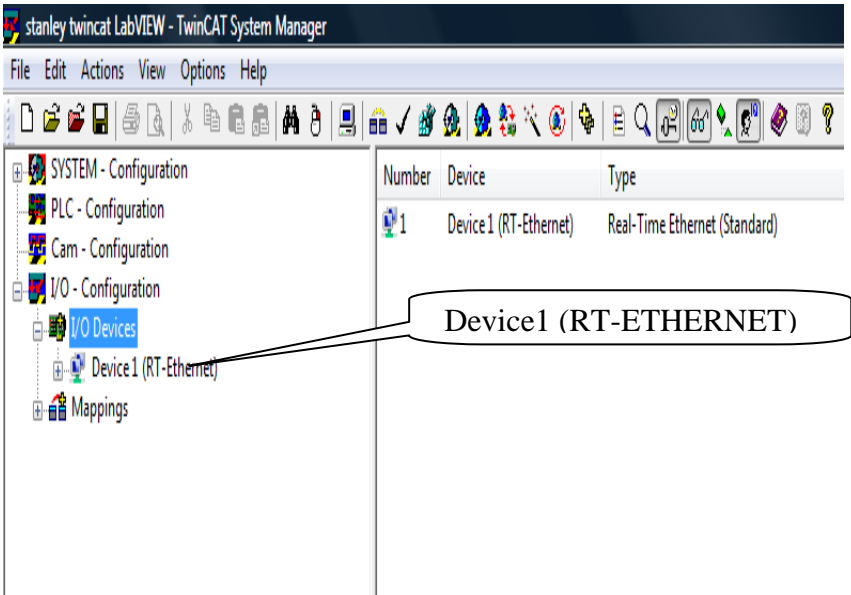 stanley twincat LabVIEW - TwinCAT System Manager
File Edit Actions View Options Help
SYSTEM - Configuration
PLC - Configuration
Cam - Configuration
I/O - Configuration
I/O Devices
Device 1 (RT-Ethernet)
Mappings
Number Device Type
1 Device 1 (RT-Ethernet) Real-Time Ethernet (Standard)
Device1 (RT-ETHERNET)